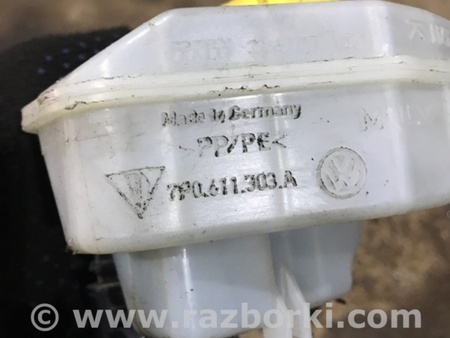 Made in Germany
>PP/PE<
7P0.611.303.A
© www.razborki.com